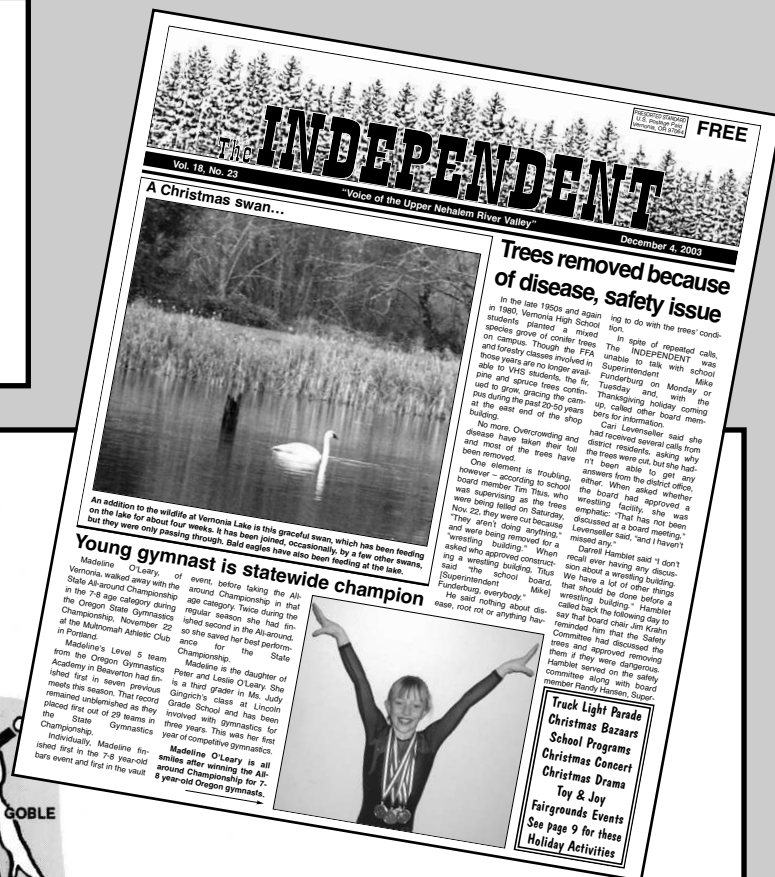 PRESORTED STANDARD
U.S. Postage Paid
Vernonia, OR 97064
FREE
The INDEPENDENT
Vol. 18, No. 23
“Voice of the Upper Nehalem River Valley”
December 4, 2003
A Christmas swan…
An addition to the wildlife at Vernonia Lake is this graceful swan, which has been feeding
on the lake for about four weeks. It has been joined, occasionally, by a few other swans,
but they were only passing through. Bald eagles have also been feeding at the lake.
Trees removed because
of disease, safety issue
In the late 1950s and again
in 1980, Vernonia High School
students planted a mixed
species grove of conifer trees
on campus. Though the FFA
and forestry classes involved in
those years are no longer avail-
able to VHS students, the fir,
pine and spruce trees contin-
ued to grow, gracing the cam-
pus during the past 20-50 years
at the east end of the shop
building.
No more. Overcrowding and
disease have taken their toll
and most of the trees have
been removed.
One element is troubling,
however – according to school
board member Tim Titus, who
was supervising as the trees
were being felled on Saturday,
Nov. 22, they were cut because
"They aren't doing anything,"
and were being removed for a
"wrestling building." When
asked who approved construct-
ing a wrestling building, Titus
said "the school board,
[Superintendent Mike]
Funderburg, everybody."
He said nothing about dis-
ease, root rot or anything hav-
ing to do with the trees' condi-
tion.
In spite of repeated calls,
The INDEPENDENT was
unable to talk with school
Superintendent Mike
Funderburg on Monday or
Tuesday and, with the
Thanksgiving holiday coming
up, called other board mem-
bers for information.
Cari Levenseller said she
had received several calls from
district residents, asking why
the trees were cut, but she had-
n't been able to get any
answers from the district office,
either. When asked whether
the board had approved a
wrestling facility, she was
emphatic: "That has not been
discussed at a board meeting,"
Levenseller said, "and I haven't
missed any."
Darrell Hamblet said "I don't
recall ever having any discus-
sion about a wrestling building.
We have a lot of other things
that should be done before a
wrestling building." Hamblet
called back the following day to
say that board chair Jim Krahn
reminded him that the Safety
Committee had discussed the
trees and approved removing
them if they were dangerous.
Hamblet served on the safety
committee along with board
member Randy Hansen, Super-
Young gymnast is statewide champion
Madeline O'Leary, of
Vernonia, walked away with the
State All-around Championship
in the 7-8 age category during
the Oregon State Gymnastics
Championship, November 22
at the Multnomah Athletic Club
in Portland.
Madeline's Level 5 team
from the Oregon Gymnastics
Academy in Beaverton had fin-
ished first in seven previous
meets this season. That record
remained unblemished as they
placed first out of 29 teams in
the State Gymnastics
Championship.
Individually, Madeline fin-
ished first in the 7-8 year-old
bars event and first in the vault
event, before taking the All-
around Championship in that
age category. Twice during the
regular season she had fin-
ished second in the All-around,
so she saved her best perform-
ance for the State
Championship.
Madeline is the daughter of
Peter and Leslie O'Leary. She
is a third grader in Ms. Judy
Gingrich's class at Lincoln
Grade School and has been
involved with gymnastics for
three years. This was her first
year of competitive gymnastics.
Madeline O'Leary is all
smiles after winning the All-
around Championship for 7-
8 year-old Oregon gymnasts.
Truck Light Parade
Christmas Bazaars
School Programs
Christmas Concert
Christmas Drama
Toy & Joy
Fairgrounds Events
See page 9 for these
Holiday Activities
GOBLE